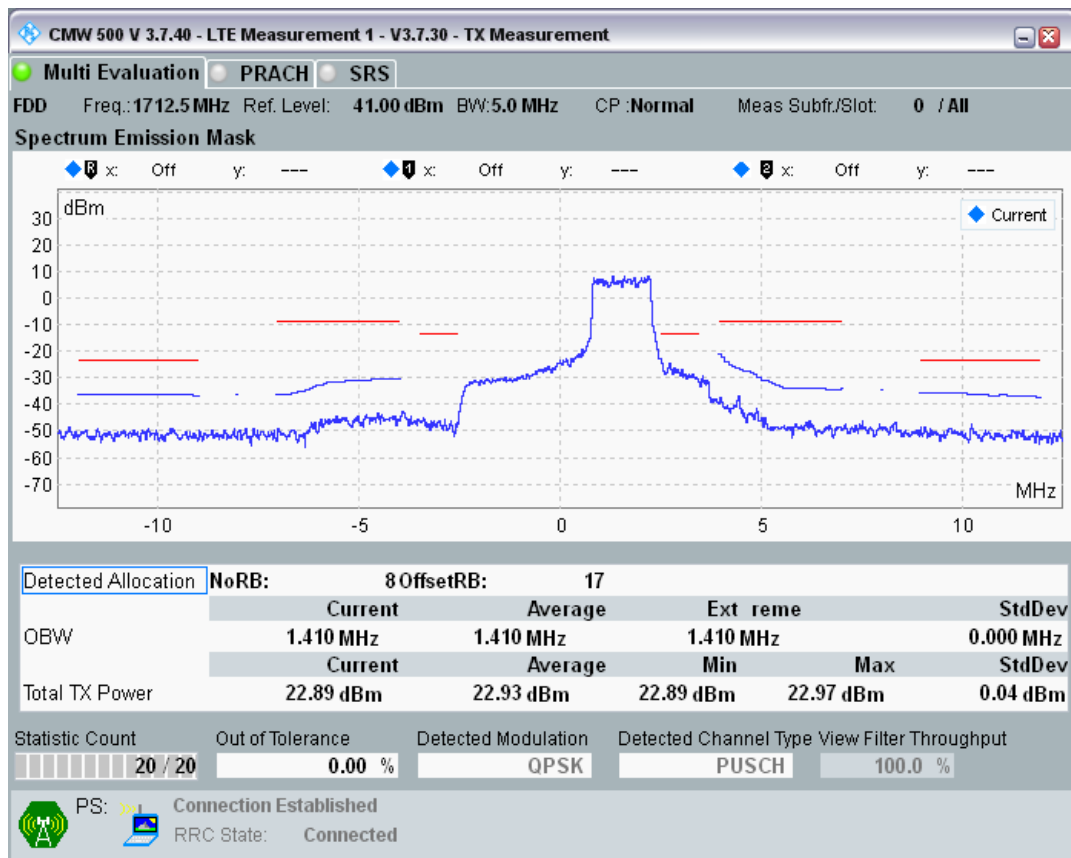 CMW 500 V 3.7.40 - LTE Measurement 1 - V3.7.30 - TX Measurement
Multi Evaluation PRACH SRS
FDD Freq.:1712.5 MHz Ref. Level: 41.00 dBm BW:5.0 MHz CP :Normal Meas Subfr./Slot: 0 / All
Spectrum Emission Mask
R x: Off y: --- 1 x: Off y: --- 2 x: Off y: ---
dBm
Current
30
20
10
0
-10
-20
-30
-40
-50
-60
-70
MHz
-10 -5 0 5 10
Detected Allocation NoRB: 8 OffsetRB: 17
Current Average Ext reme StdDev
OBW 1.410 MHz 1.410 MHz 1.410 MHz 0.000 MHz
Current Average Min Max StdDev
Total TX Power 22.89 dBm 22.93 dBm 22.89 dBm 22.97 dBm 0.04 dBm
Statistic Count Out of Tolerance Detected Modulation Detected Channel Type View Filter Throughput
20 / 20 0.00 % QPSK PUSCH 100.0 %
PS: Connection Established
RRC State: Connected